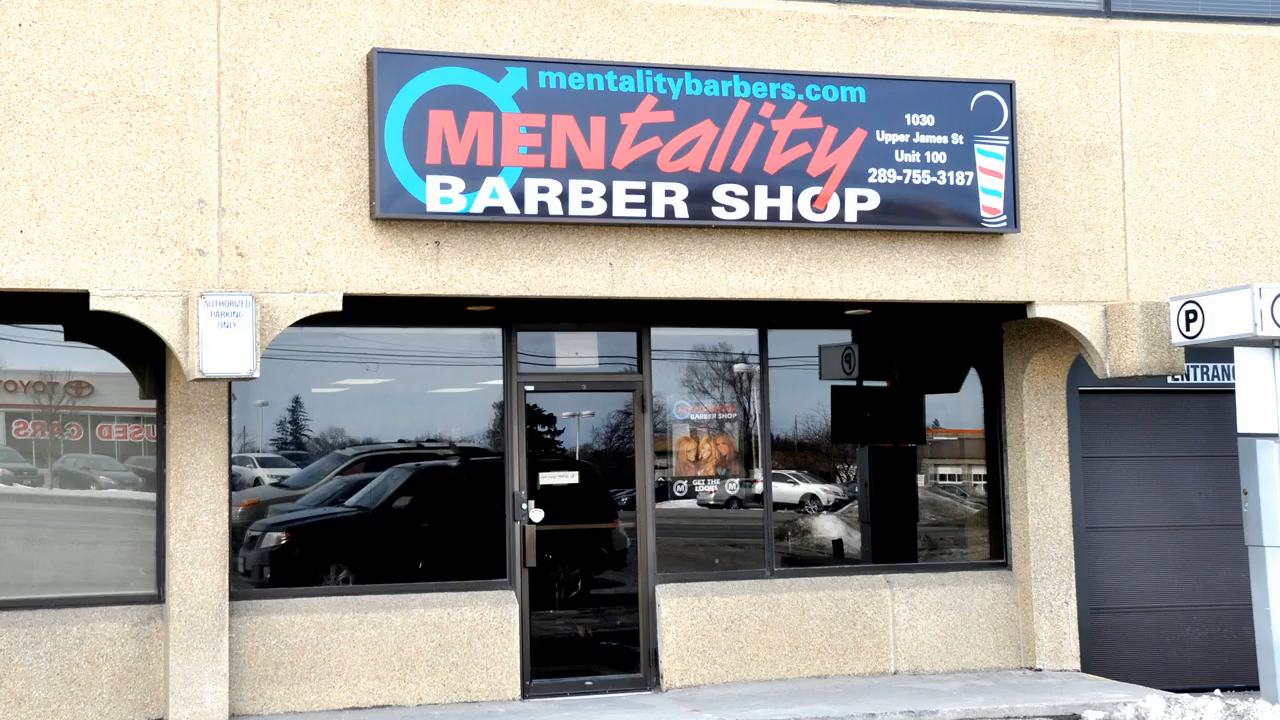 mentalitybarbers.com
MENtality
BARBER SHOP
1030
Upper James St
Unit 100
289-755-3187
AUTHORIZED
PARKING
ONLY
P
ENTRANC
P
TOYOTA
USED CARS
BARBER SHOP
GET THE
LOOKS